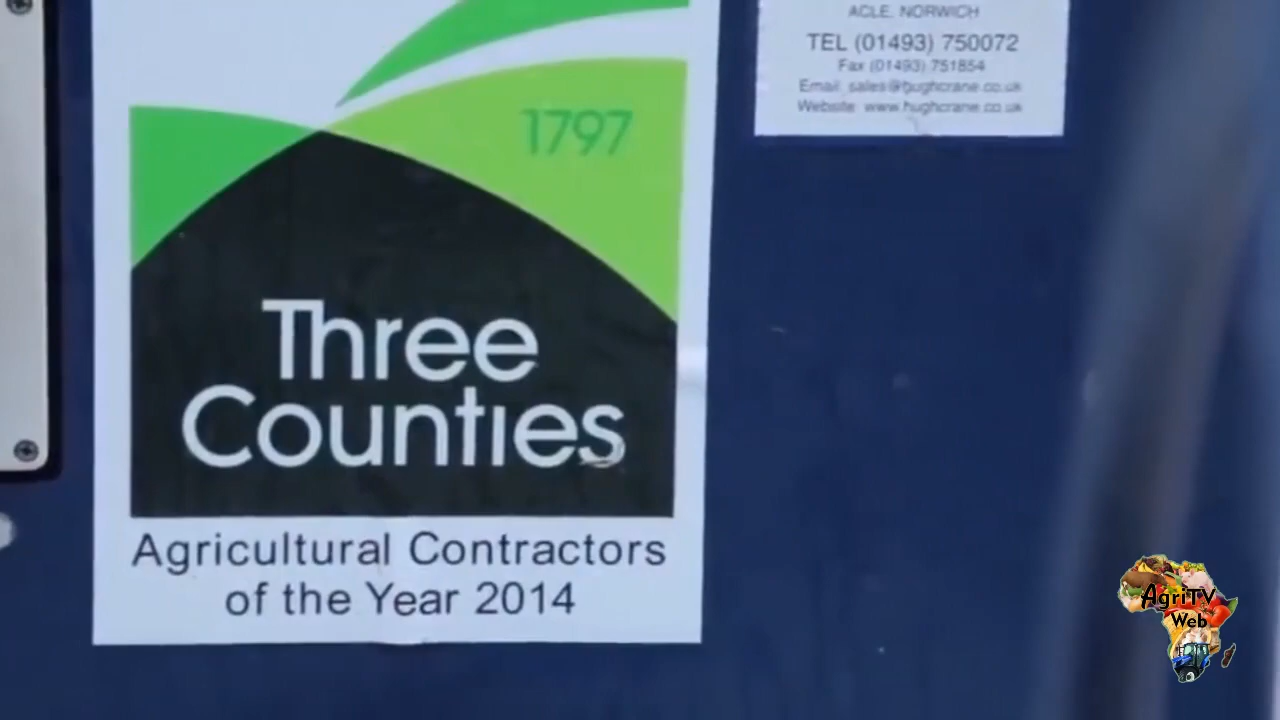 1797
Three
Counties
Agricultural Contractors
of the Year 2014
ACLE, NORWICH
TEL (01493) 750072
Fax (01493) 751854
Email: sales@hughcrane.co.uk
Website: www.hughcrane.co.uk
AgriTV
Web